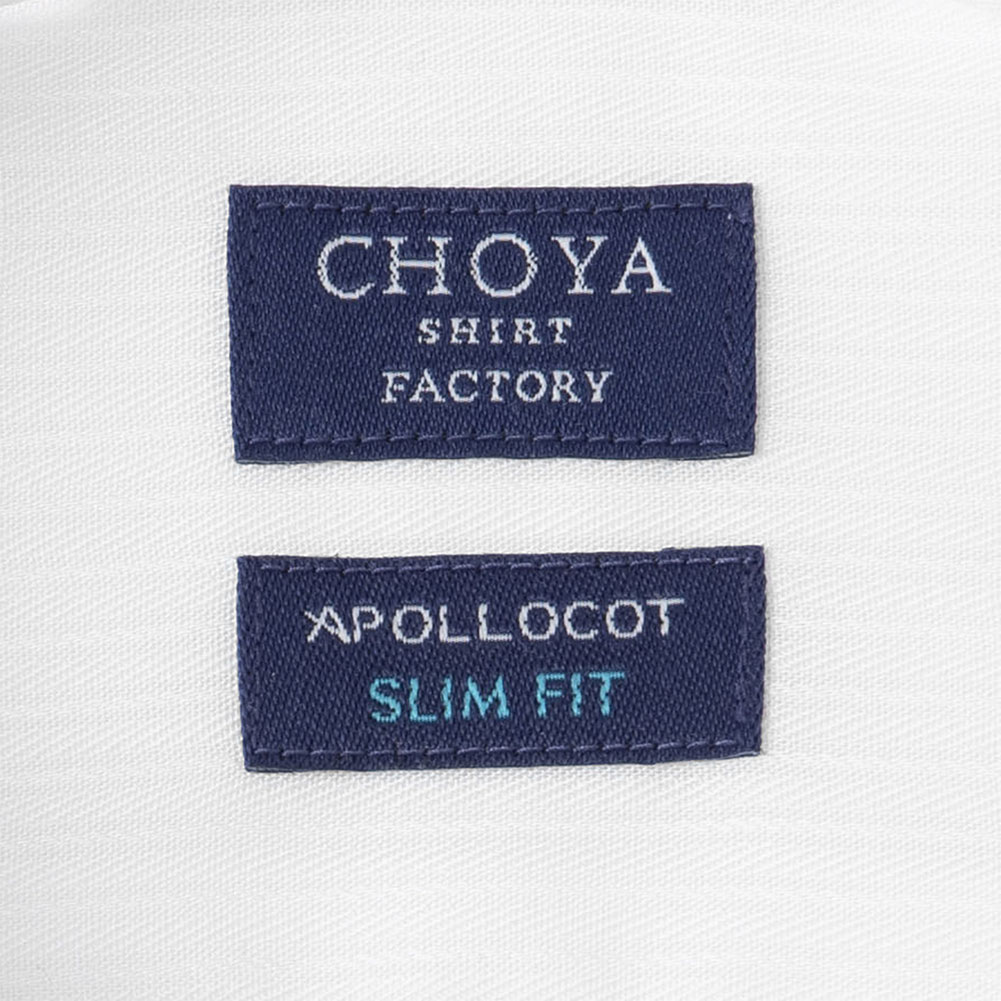 CHOYA
SHIRT
FACTORY
APOLLOCOT
SLIM FIT